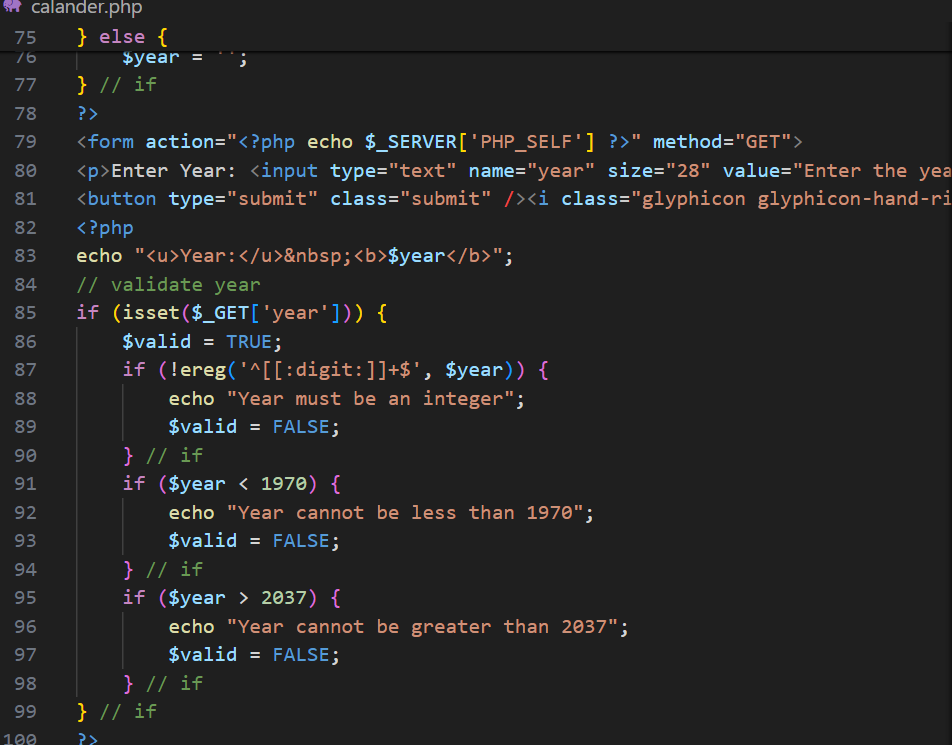 calander.php
75 } else {
76 $year = '';
77 } // if
78 ?>
79 <form action="<?php echo $_SERVER['PHP_SELF'] ?>" method="GET">
80 <p>Enter Year: <input type="text" name="year" size="28" value="Enter the yea
81 <button type="submit" class="submit" /><i class="glyphicon glyphicon-hand-ri
82 <?php
83 echo "<u>Year:</u>&nbsp;<b>$year</b>";
84 // validate year
85 if (isset($_GET['year'])) {
86 $valid = TRUE;
87 if (!ereg('^[[:digit:]]+$', $year)) {
88 echo "Year must be an integer";
89 $valid = FALSE;
90 } // if
91 if ($year < 1970) {
92 echo "Year cannot be less than 1970";
93 $valid = FALSE;
94 } // if
95 if ($year > 2037) {
96 echo "Year cannot be greater than 2037";
97 $valid = FALSE;
98 } // if
99 } // if
100 ?>